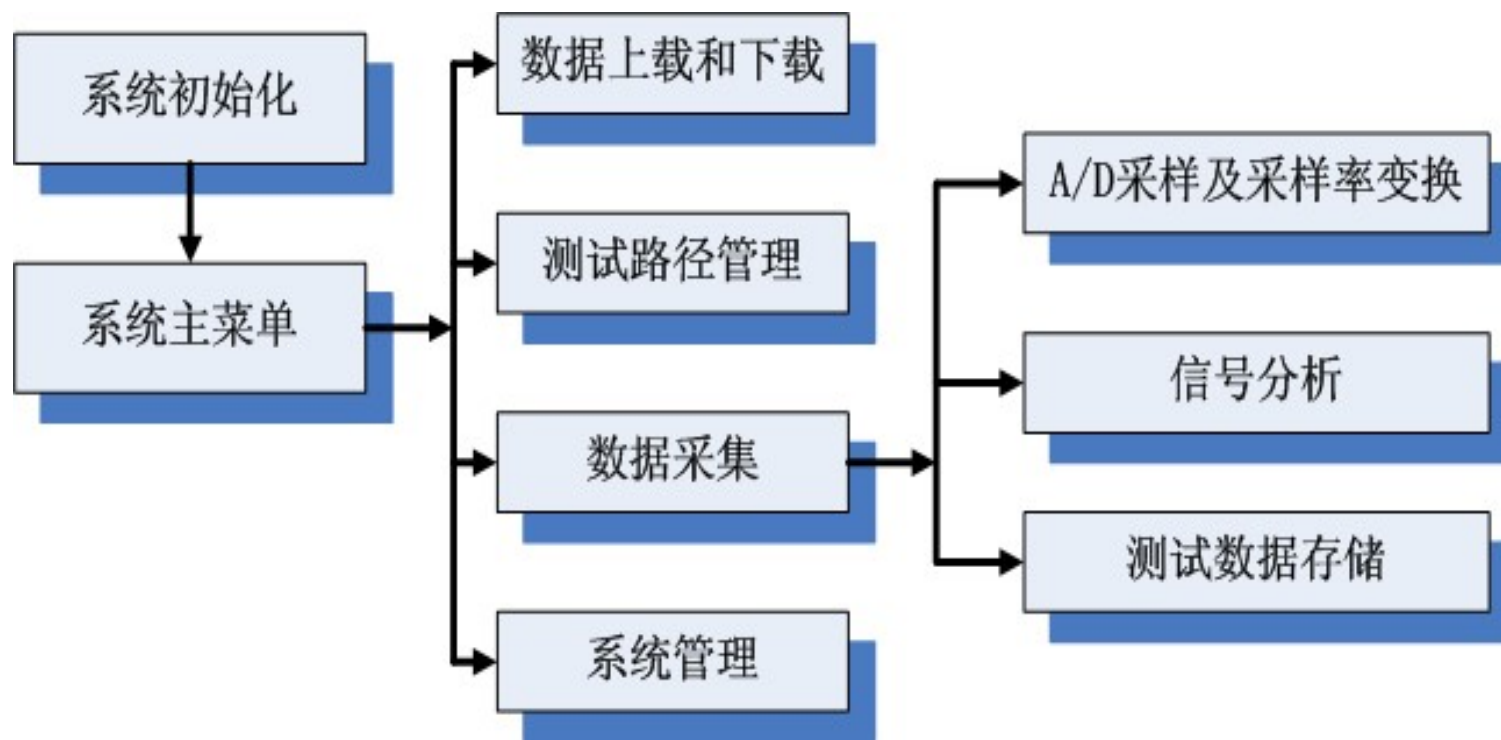 系统初始化
系统主菜单
数据上载和下载
测试路径管理
数据采集
系统管理
A/D采样及采样率变换
信号分析
测试数据存储